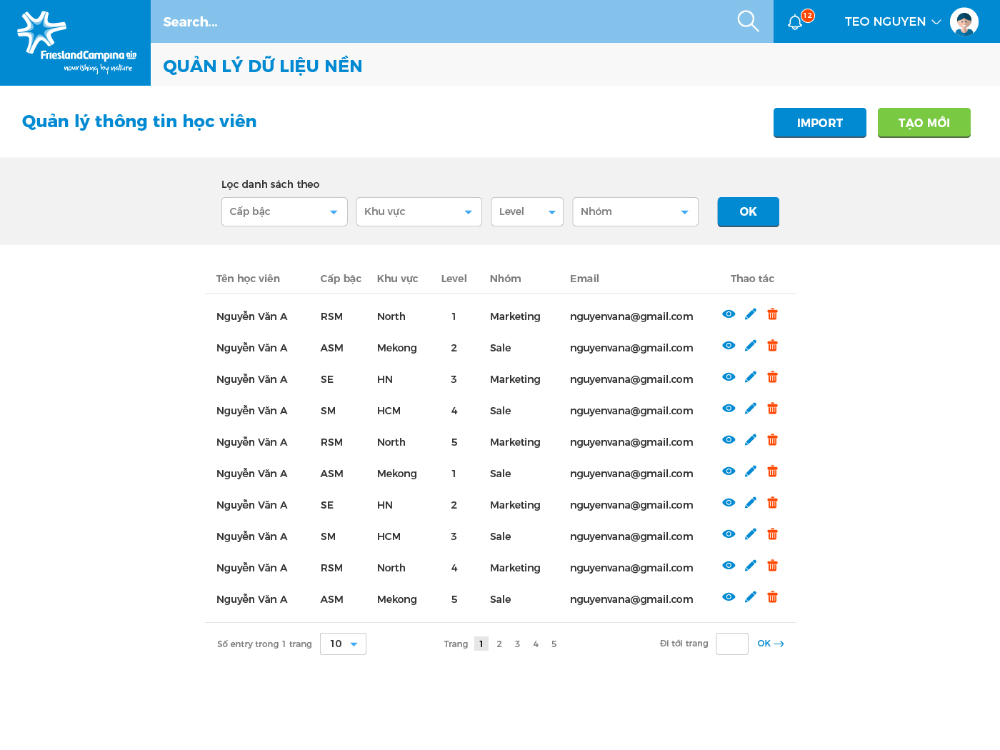 FrieslandCampina
nourishing by nature
Search...
12
TEO NGUYEN
QUẢN LÝ DỮ LIỆU NỀN
Quản lý thông tin học viên
IMPORT
TẠO MỚI
Lọc danh sách theo
Cấp bậc
Khu vực
Level
Nhóm
OK
Tên học viên Cấp bậc Khu vực Level Nhóm Email Thao tác
Nguyễn Văn A RSM North 1 Marketing nguyenvana@gmail.com
Nguyễn Văn A ASM Mekong 2 Sale nguyenvana@gmail.com
Nguyễn Văn A SE HN 3 Marketing nguyenvana@gmail.com
Nguyễn Văn A SM HCM 4 Sale nguyenvana@gmail.com
Nguyễn Văn A RSM North 5 Marketing nguyenvana@gmail.com
Nguyễn Văn A ASM Mekong 1 Sale nguyenvana@gmail.com
Nguyễn Văn A SE HN 2 Marketing nguyenvana@gmail.com
Nguyễn Văn A SM HCM 3 Sale nguyenvana@gmail.com
Nguyễn Văn A RSM North 4 Marketing nguyenvana@gmail.com
Nguyễn Văn A ASM Mekong 5 Sale nguyenvana@gmail.com
Số entry trong 1 trang 10
Trang 1 2 3 4 5
Đi tới trang OK